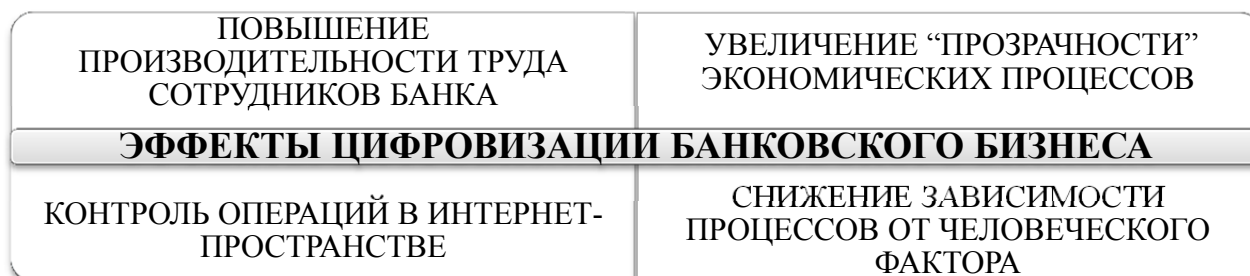 ПОВЫШЕНИЕ
ПРОИЗВОДИТЕЛЬНОСТИ ТРУДА
СОТРУДНИКОВ БАНКА
УВЕЛИЧЕНИЕ “ПРОЗРАЧНОСТИ”
ЭКОНОМИЧЕСКИХ ПРОЦЕССОВ
ЭФФЕКТЫ ЦИФРОВИЗАЦИИ БАНКОВСКОГО БИЗНЕСА
КОНТРОЛЬ ОПЕРАЦИЙ В ИНТЕРНЕТ-
ПРОСТРАНСТВЕ
СНИЖЕНИЕ ЗАВИСИМОСТИ
ПРОЦЕССОВ ОТ ЧЕЛОВЕЧЕСКОГО
ФАКТОРА